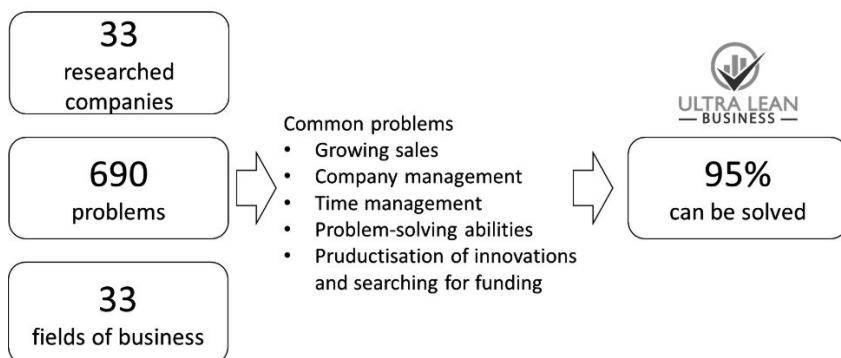 33
researched
companies
690
problems
33
fields of business
Common problems
• Growing sales
• Company management
• Time management
• Problem-solving abilities
• Pruductisation of innovations
and searching for funding
ULTRA LEAN
BUSINESS
95%
can be solved